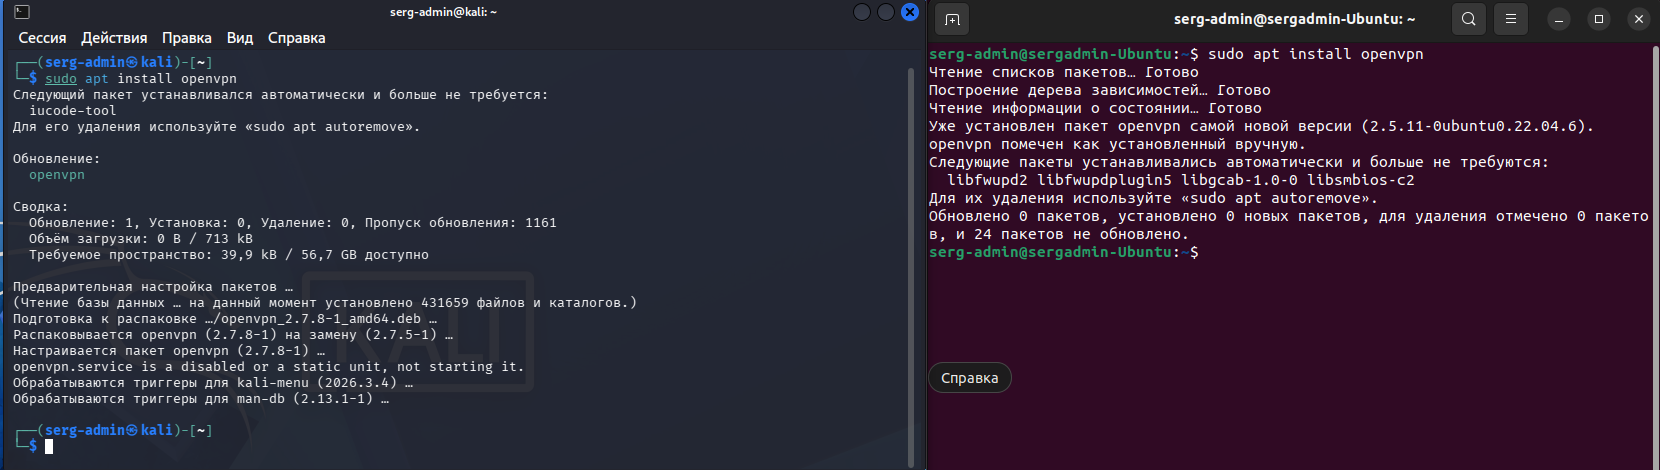 serg-admin@kali: ~
Сессия Действия Правка Вид Справка
┌──(serg-admin㉿kali)-[~]
└─$ sudo apt install openvpn
Следующий пакет устанавливался автоматически и больше не требуется:
iucode-tool
Для его удаления используйте «sudo apt autoremove».
Обновление:
openvpn
Сводка:
Обновление: 1, Установка: 0, Удаление: 0, Пропуск обновления: 1161
Объём загрузки: 0 B / 713 kB
Требуемое пространство: 39,9 kB / 56,7 GB доступно
Предварительная настройка пакетов …
(Чтение базы данных … на данный момент установлено 431659 файлов и каталогов.)
Подготовка к распаковке …/openvpn_2.7.8-1_amd64.deb …
Распаковывается openvpn (2.7.8-1) на замену (2.7.5-1) …
Настраивается пакет openvpn (2.7.8-1) …
openvpn.service is a disabled or a static unit, not starting it.
Обрабатываются триггеры для kali-menu (2026.3.4) …
Обрабатываются триггеры для man-db (2.13.1-1) …
┌──(serg-admin㉿kali)-[~]
└─$
KALI
serg-admin@sergadmin-Ubuntu: ~
serg-admin@sergadmin-Ubuntu:~$ sudo apt install openvpn
Чтение списков пакетов… Готово
Построение дерева зависимостей… Готово
Чтение информации о состоянии… Готово
Уже установлен пакет openvpn самой новой версии (2.5.11-0ubuntu0.22.04.6).
openvpn помечен как установленный вручную.
Следующие пакеты устанавливались автоматически и больше не требуются:
libfwupd2 libfwupdplugin5 libgcab-1.0-0 libsmbios-c2
Для их удаления используйте «sudo apt autoremove».
Обновлено 0 пакетов, установлено 0 новых пакетов, для удаления отмечено 0 пакето
в, и 24 пакетов не обновлено.
serg-admin@sergadmin-Ubuntu:~$
Справка